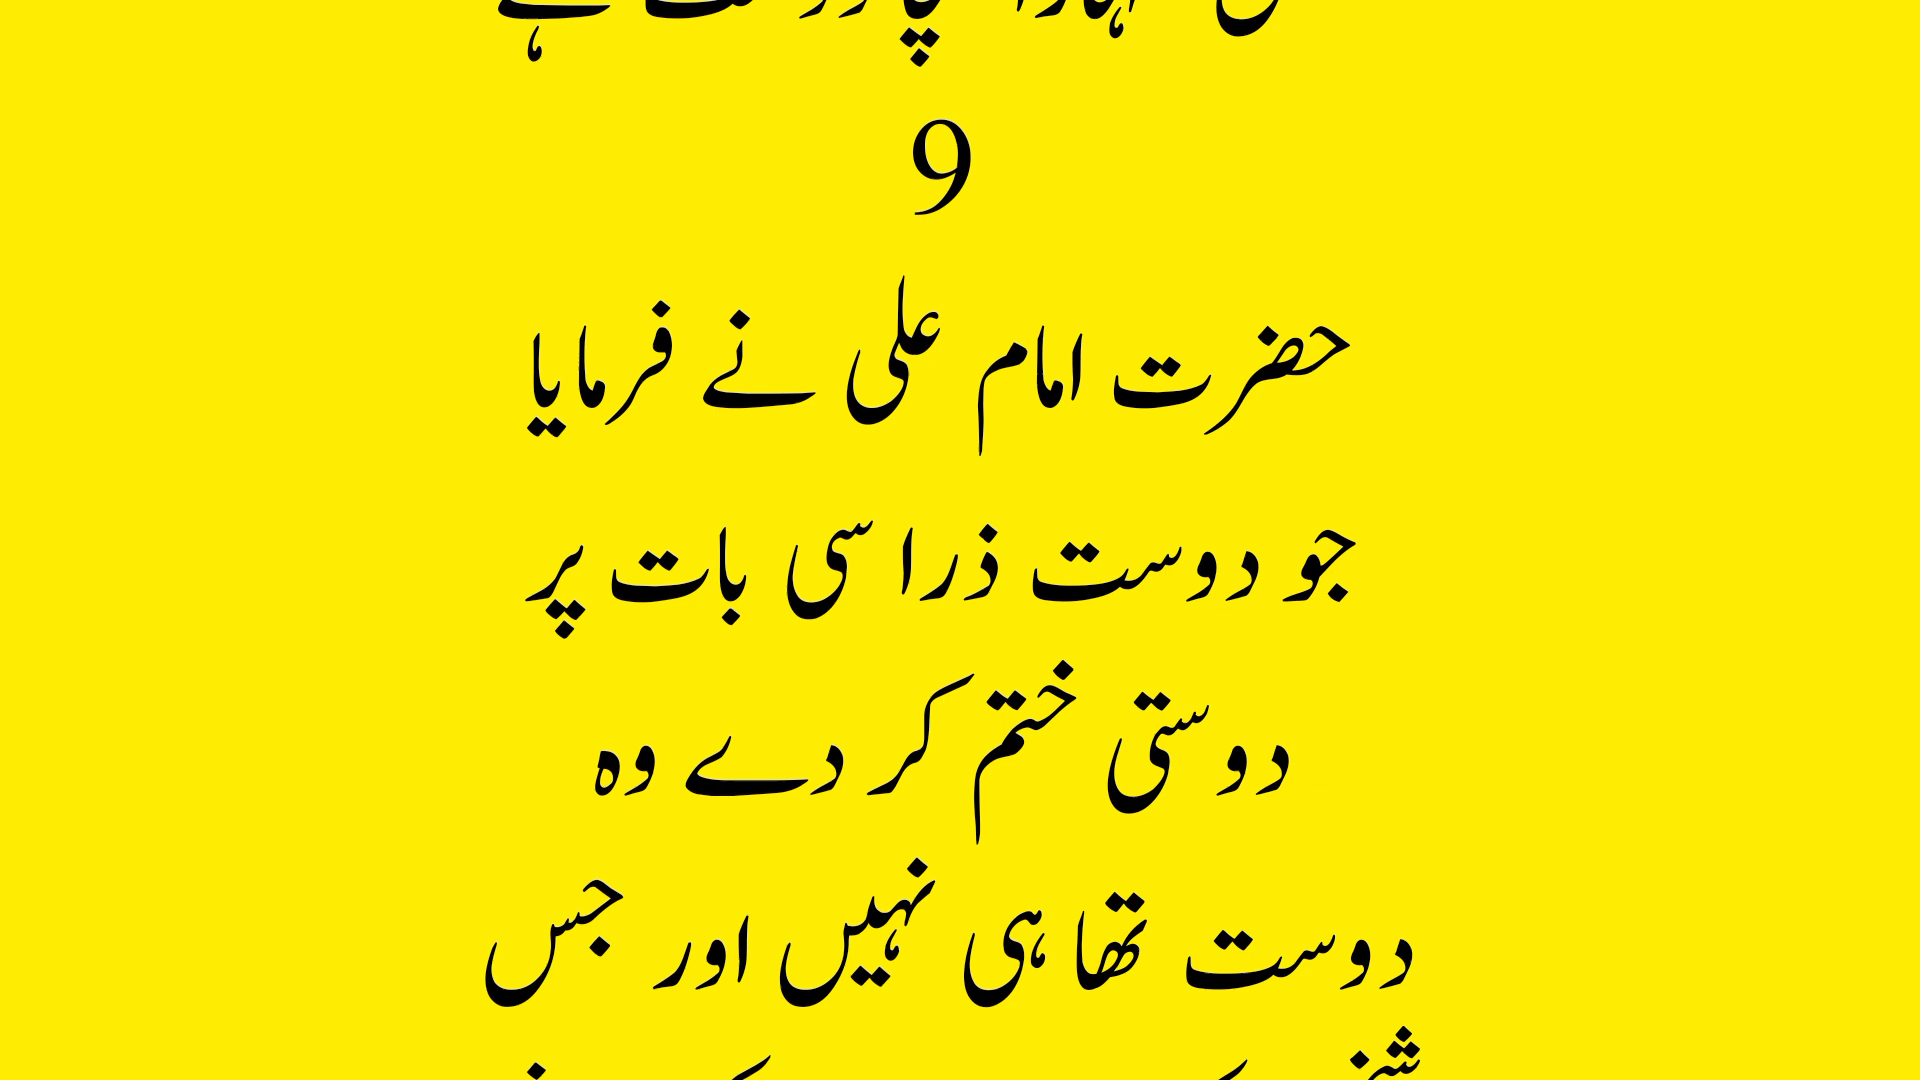 9
حضرت امام علی نے فرمایا
جو دوست ذرا سی بات پر
دوستی ختم کر دے وہ
دوست تھا ہی نہیں اور جس